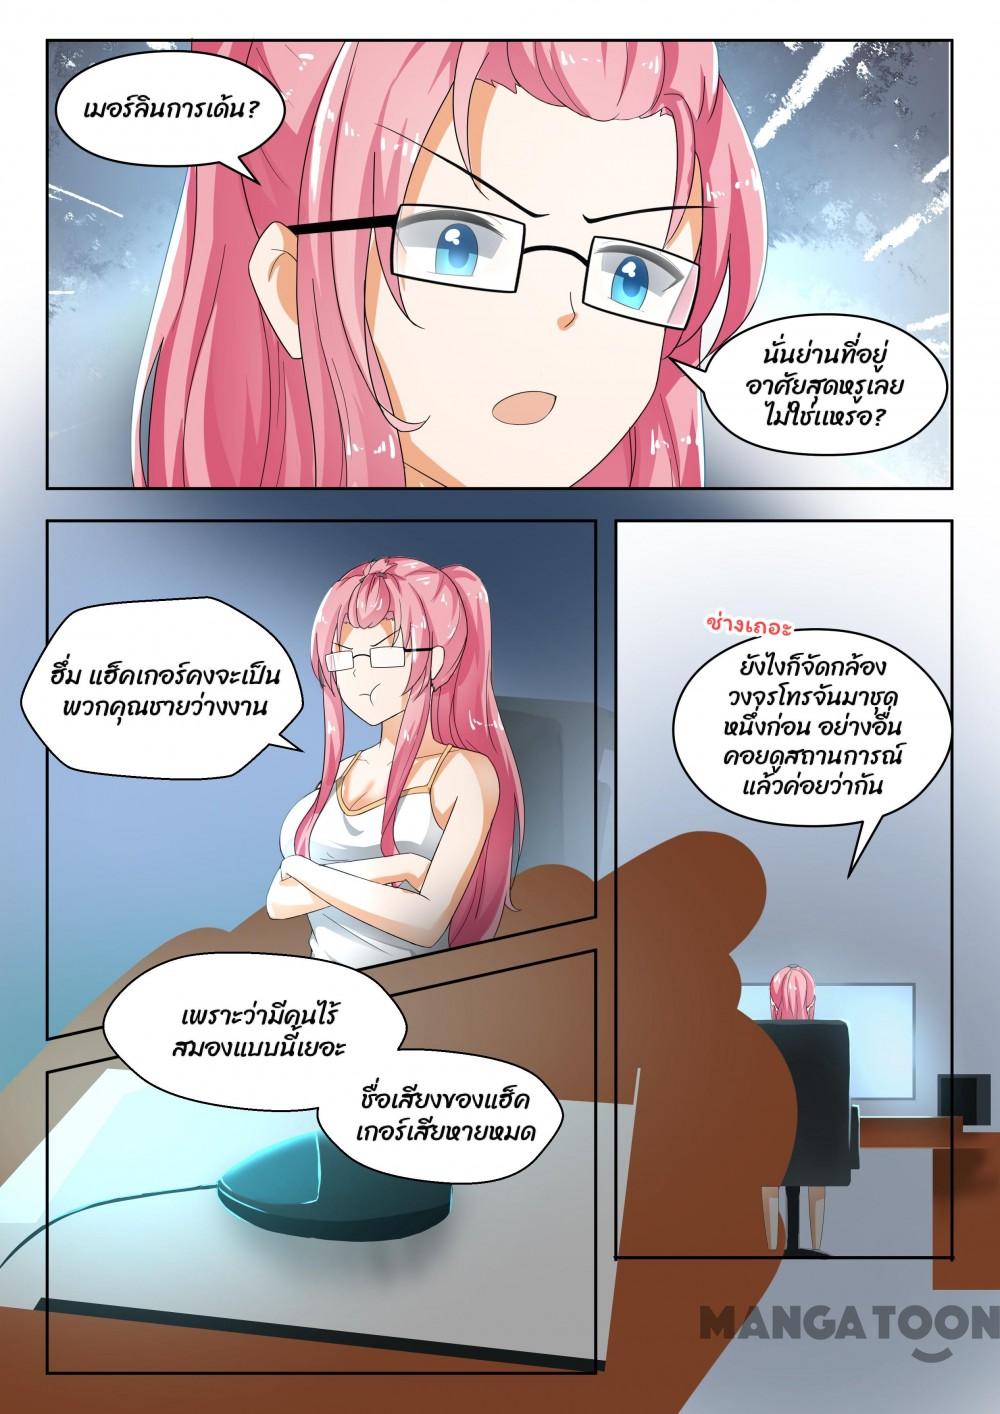 เมอร์ลินการเด้น?
นั่นย่านที่อยู่
อาศัยสุดหรูเลย
ไม่ใช่แหรอ?
ฮึ่ม แฮ็คเกอร์คงจะเป็น
พวกคุณชายว่างงาน
ช่างเถอะ
ยังไงก็จัดกล้อง
วงจรโทรจันมาชุด
หนึ่งก่อน อย่างอื่น
คอยดูสถานการณ์
แล้วค่อยว่ากัน
เพราะว่ามีคนไร้
สมองแบบนี้เยอะ
ชื่อเสียงของแฮ็ค
เกอร์เสียหายหมด
MANGATOON